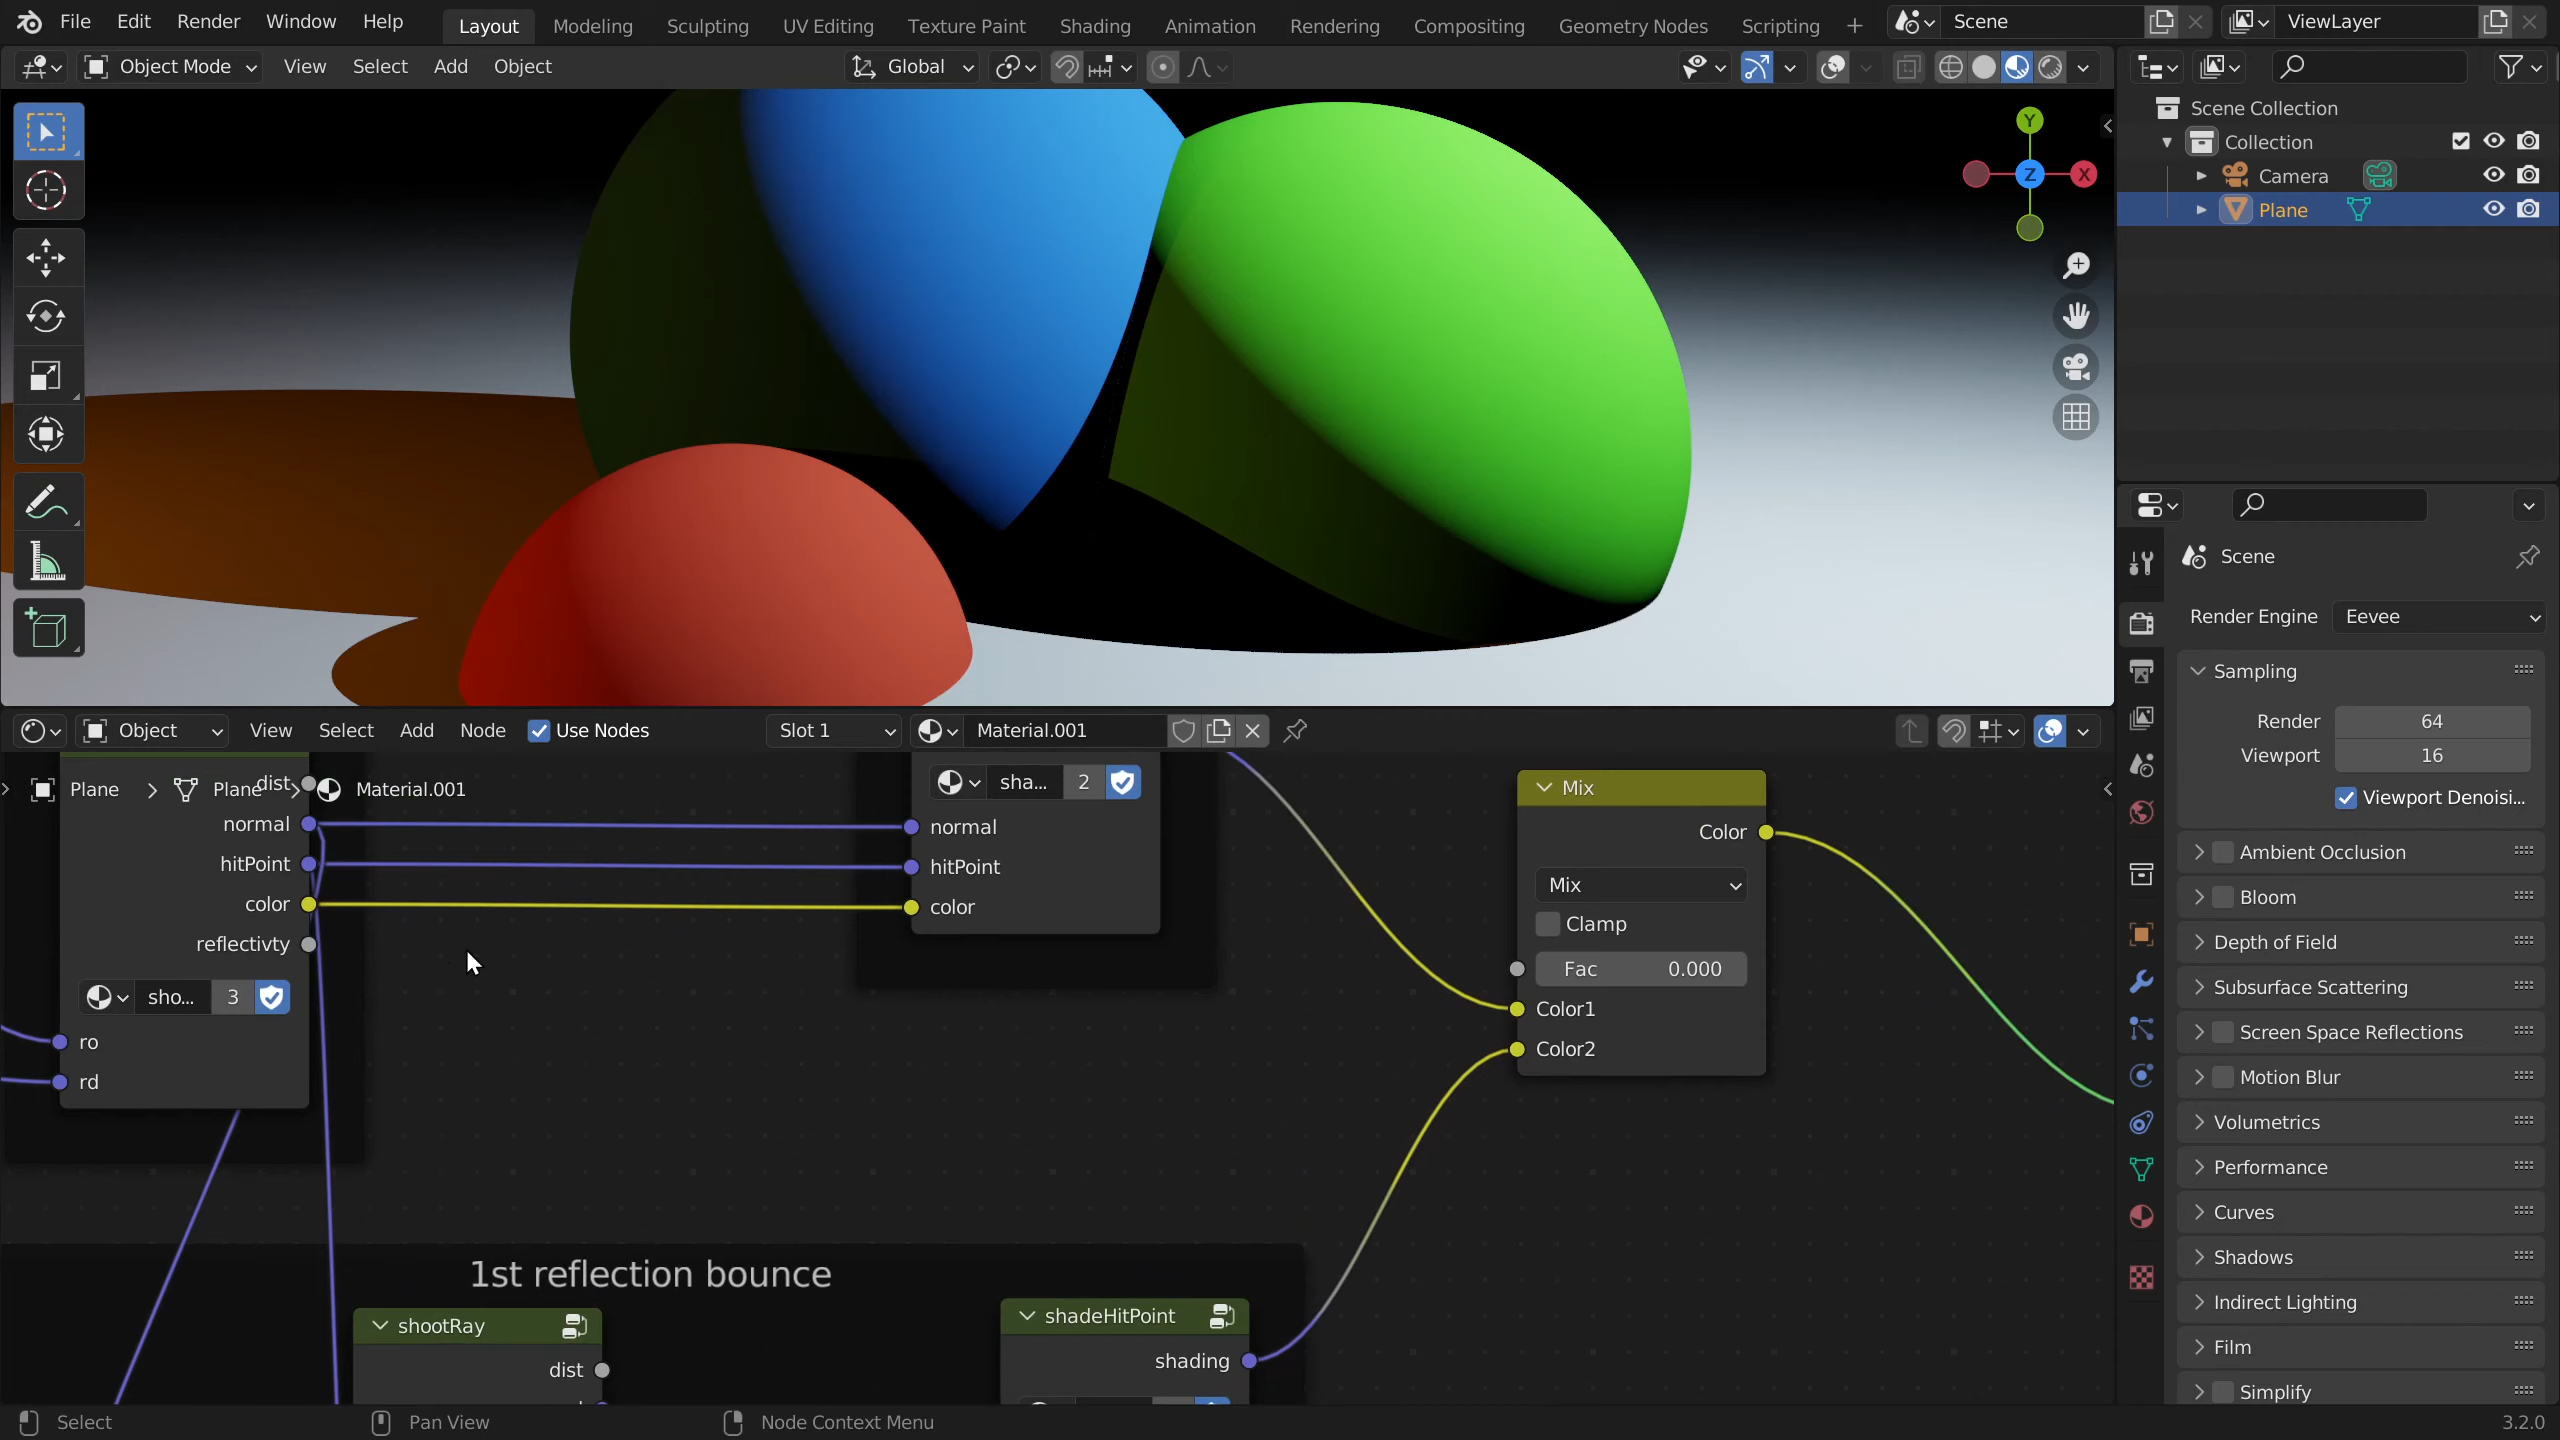 File Edit Render Window Help Layout Modeling Sculpting UV Editing Texture Paint Shading Animation Rendering Compositing Geometry Nodes Scripting + Scene ViewLayer
Object Mode View Select Add Object Global
Scene Collection
Collection
Camera
Plane
Y
Z
X
Scene
Render Engine Eevee
Sampling
Render 64
Viewport 16
Viewport Denoisi...
Ambient Occlusion
Bloom
Depth of Field
Subsurface Scattering
Screen Space Reflections
Motion Blur
Volumetrics
Performance
Curves
Shadows
Indirect Lighting
Film
Simplify
Object View Select Add Node Use Nodes Slot 1 Material.001
Plane Plane Material.001
dist
normal
hitPoint
color
reflectivty
sho... 3
ro
rd
sha... 2
normal
hitPoint
color
Mix
Color
Mix
Clamp
Fac 0.000
Color1
Color2
1st reflection bounce
shootRay
dist
shadeHitPoint
shading
Select Pan View Node Context Menu 3.2.0